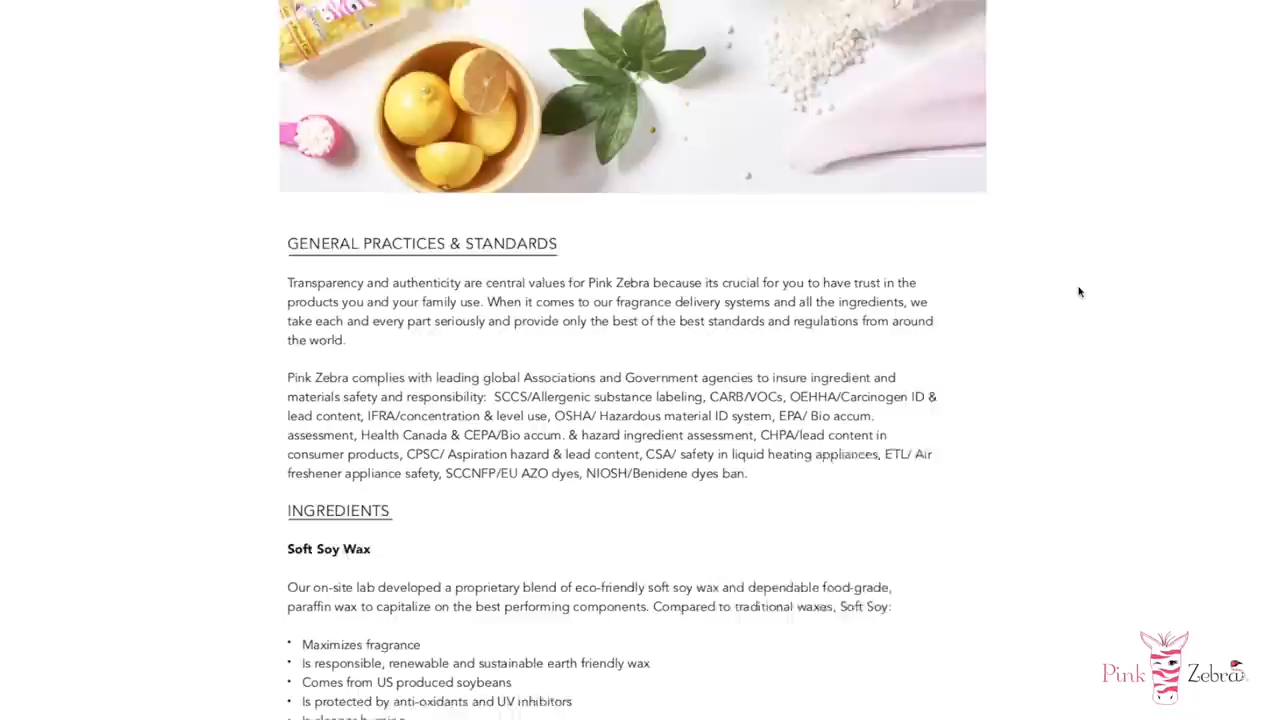 GENERAL PRACTICES & STANDARDS
Transparency and authenticity are central values for Pink Zebra because its crucial for you to have trust in the
products you and your family use. When it comes to our fragrance delivery systems and all the ingredients, we
take each and every part seriously and provide only the best of the best standards and regulations from around
the world.
Pink Zebra complies with leading global Associations and Government agencies to insure ingredient and
materials safety and responsibility: SCCS/Allergenic substance labeling, CARB/VOCs, OEHHA/Carcinogen ID &
lead content, IFRA/concentration & level use, OSHA/ Hazardous material ID system, EPA/ Bio accum.
assessment, Health Canada & CEPA/Bio accum. & hazard ingredient assessment, CHPA/lead content in
consumer products, CPSC/ Aspiration hazard & lead content, CSA/ safety in liquid heating appliances, ETL/ Air
freshener appliance safety, SCCNFP/EU AZO dyes, NIOSH/Benidene dyes ban.
INGREDIENTS
Soft Soy Wax
Our on-site lab developed a proprietary blend of eco-friendly soft soy wax and dependable food-grade,
paraffin wax to capitalize on the best performing components. Compared to traditional waxes, Soft Soy:
• Maximizes fragrance
• Is responsible, renewable and sustainable earth friendly wax
• Comes from US produced soybeans
• Is protected by anti-oxidants and UV inhibitors
Pink Zebra